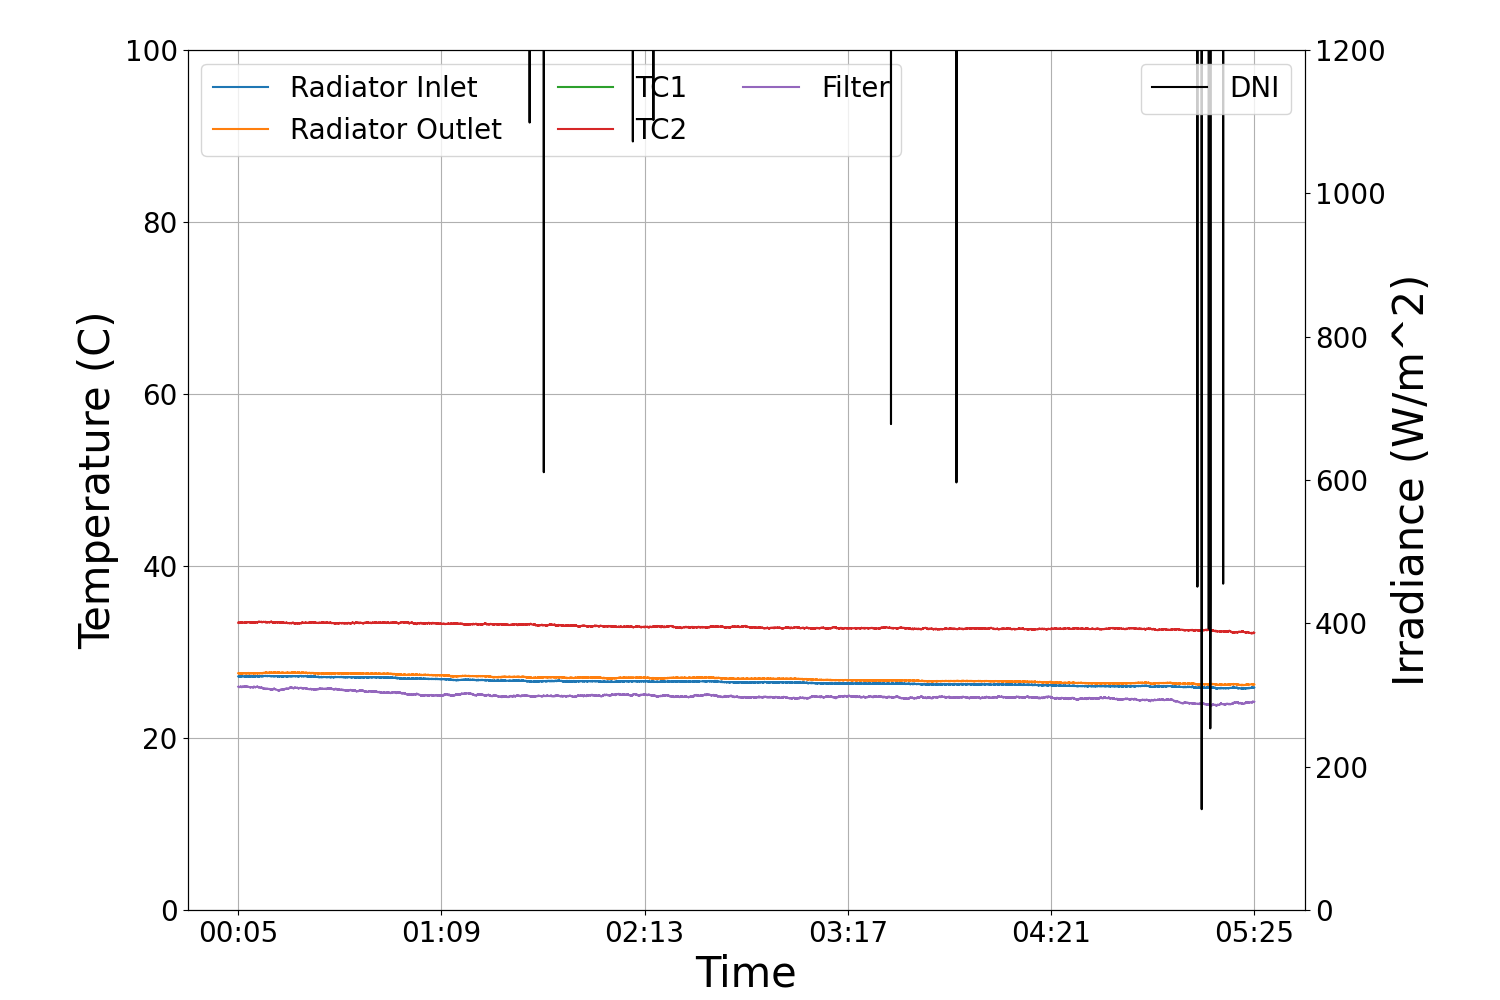 Radiator Inlet
Radiator Outlet
TC1
TC2
Filter
DNI
Temperature (C)
100
80
60
40
20
0
Irradiance (W/m^2)
1200
1000
800
600
400
200
0
00:05 01:09 02:13 03:17 04:21 05:25
Time